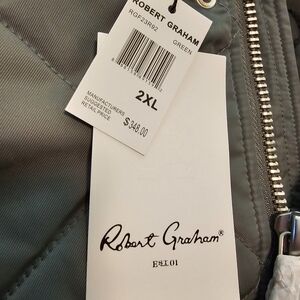 ROBERT GRAHAM
RGF23R92
GREEN
2XL
MANUFACTURERS
SUGGESTED
RETAIL PRICE
$348.00
Robert Graham®
Est.01